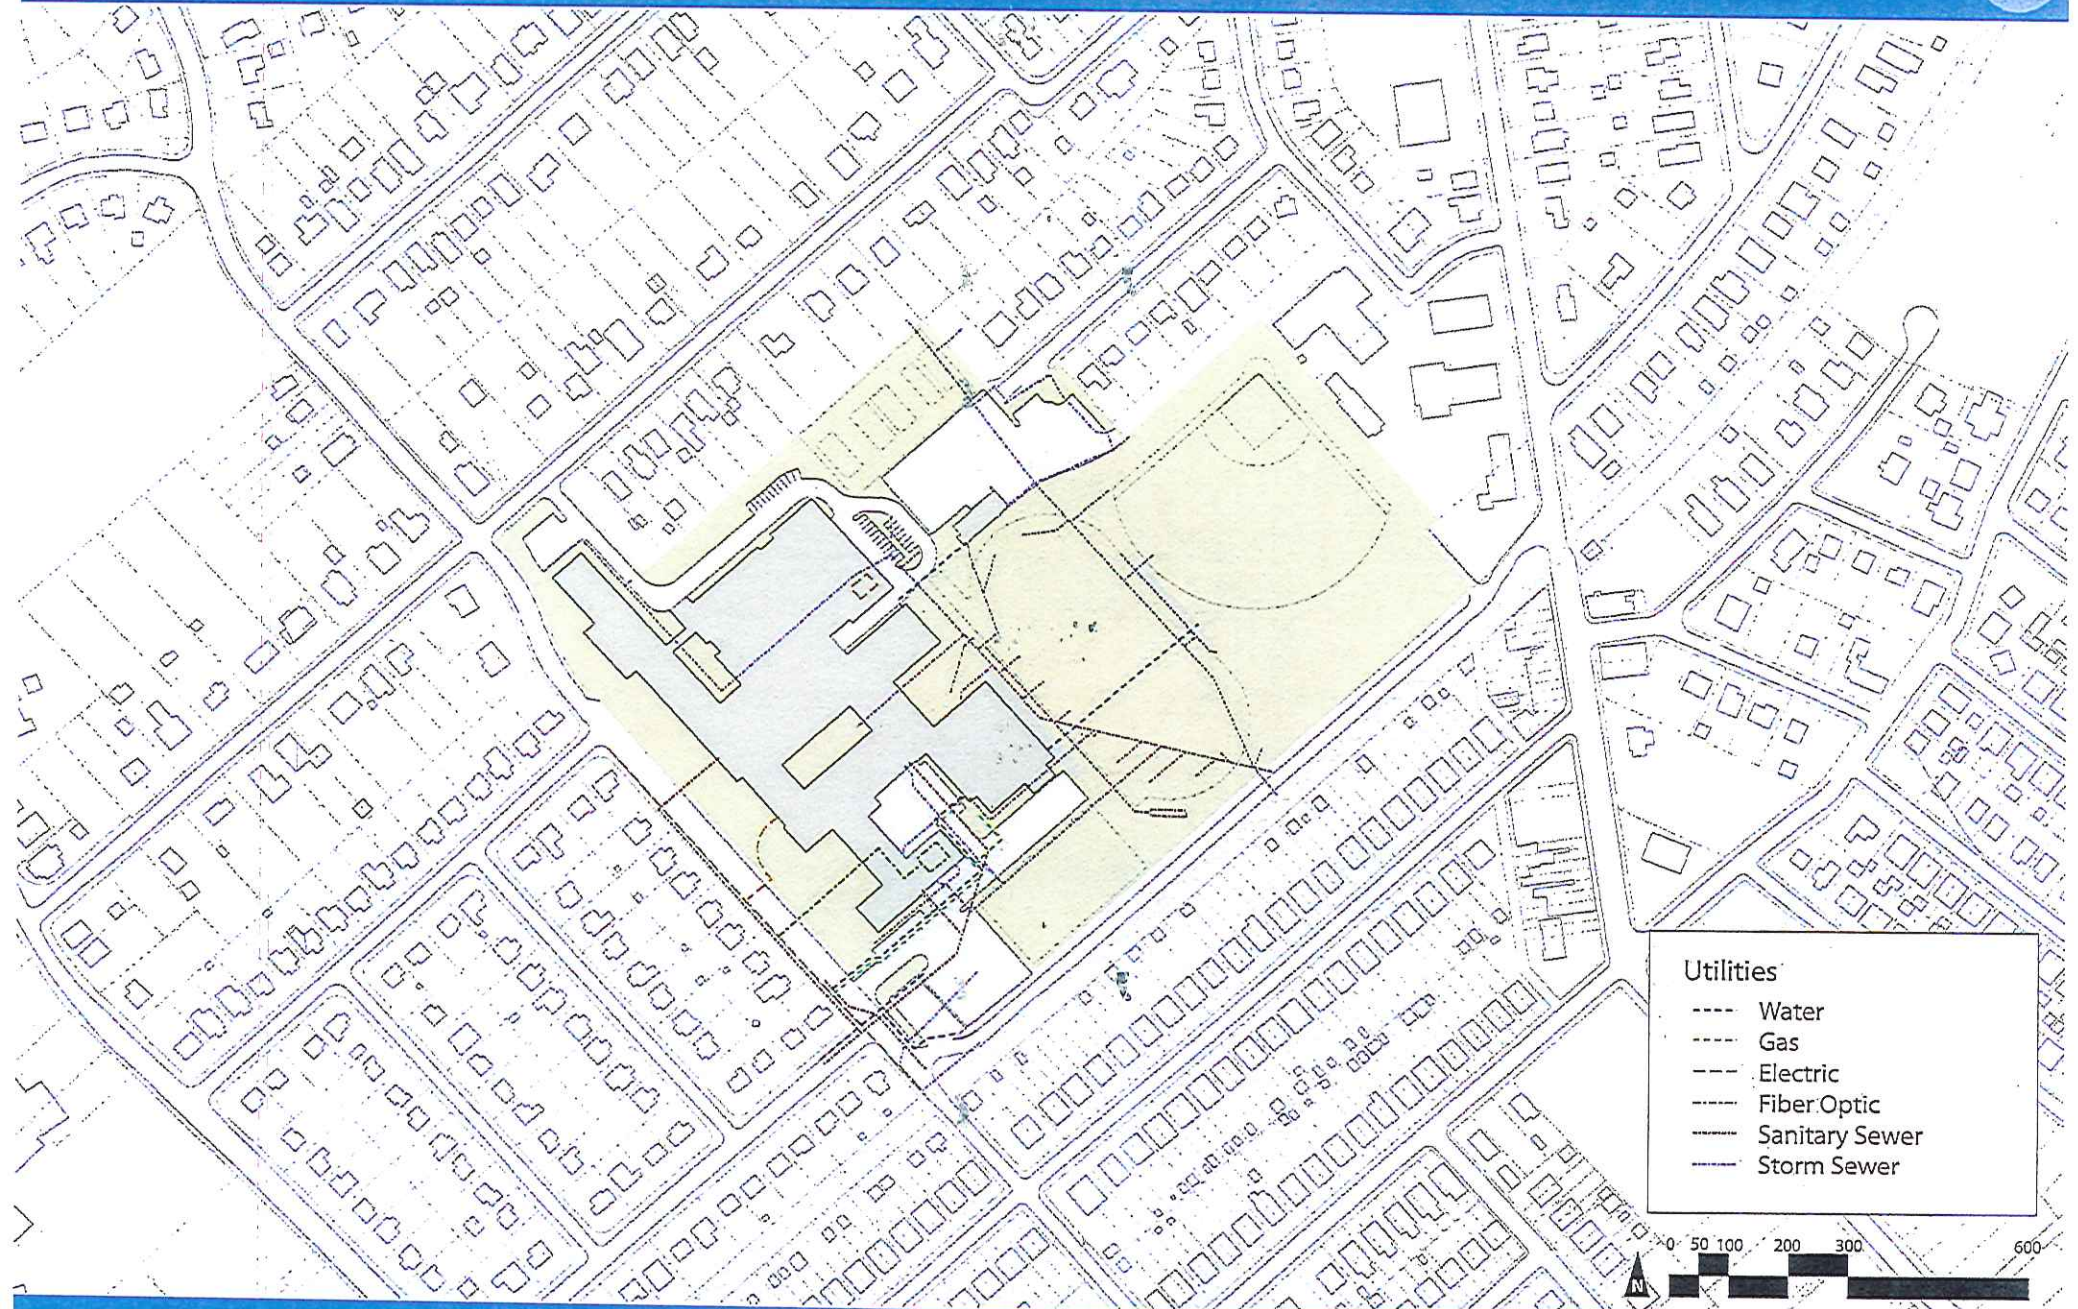 Utilities
Water
Gas
Electric
Fiber Optic
Sanitary Sewer
Storm Sewer
0 50 100 200 300 600
N